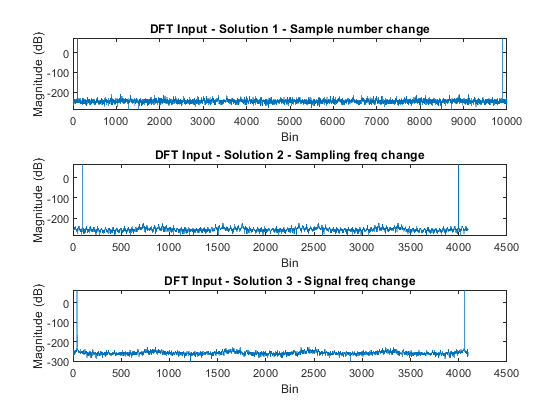 DFT Input - Solution 1 - Sample number change
Magnitude (dB)
0
-100
-200
0 1000 2000 3000 4000 5000 6000 7000 8000 9000 10000
Bin
DFT Input - Solution 2 - Sampling freq change
Magnitude (dB)
0
-100
-200
0 500 1000 1500 2000 2500 3000 3500 4000 4500
Bin
DFT Input - Solution 3 - Signal freq change
Magnitude (dB)
0
-100
-200
-300
0 500 1000 1500 2000 2500 3000 3500 4000 4500
Bin